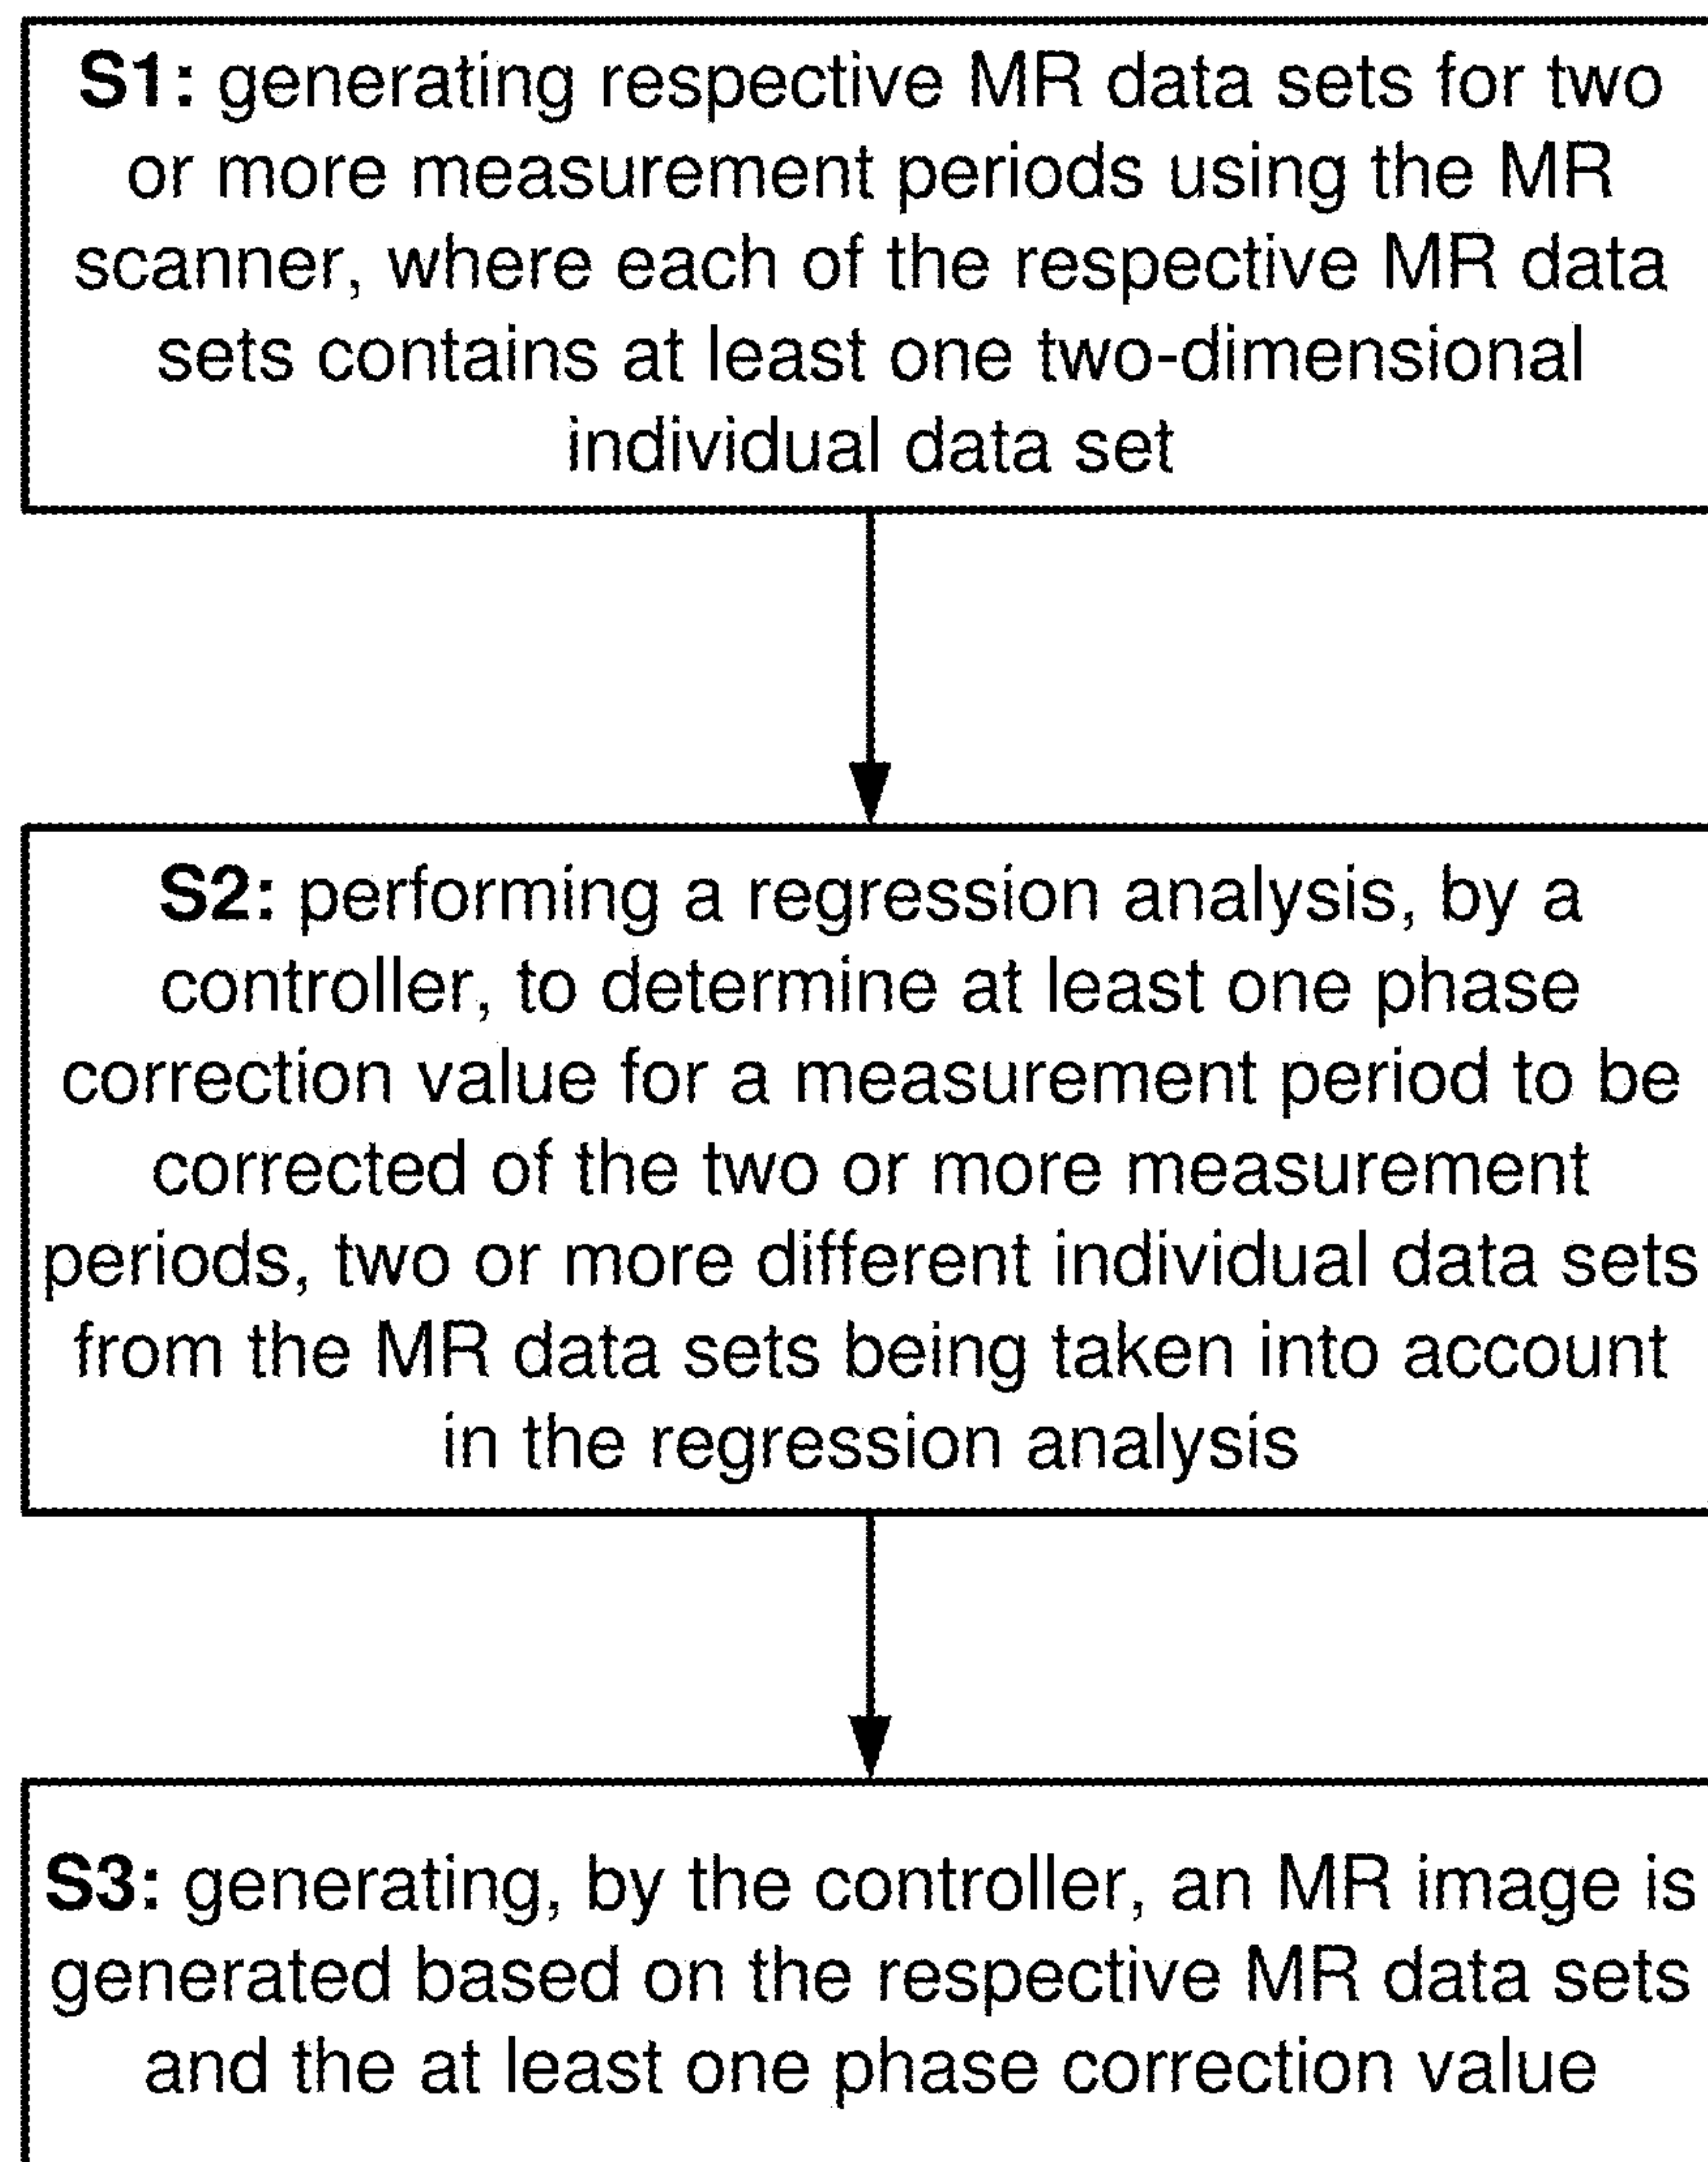 S1: generating respective MR data sets for two
or more measurement periods using the MR
scanner, where each of the respective MR data
sets contains at least one two-dimensional
individual data set
S2: performing a regression analysis, by a
controller, to determine at least one phase
correction value for a measurement period to be
corrected of the two or more measurement
periods, two or more different individual data sets
from the MR data sets being taken into account
in the regression analysis
S3: generating, by the controller, an MR image is
generated based on the respective MR data sets
and the at least one phase correction value